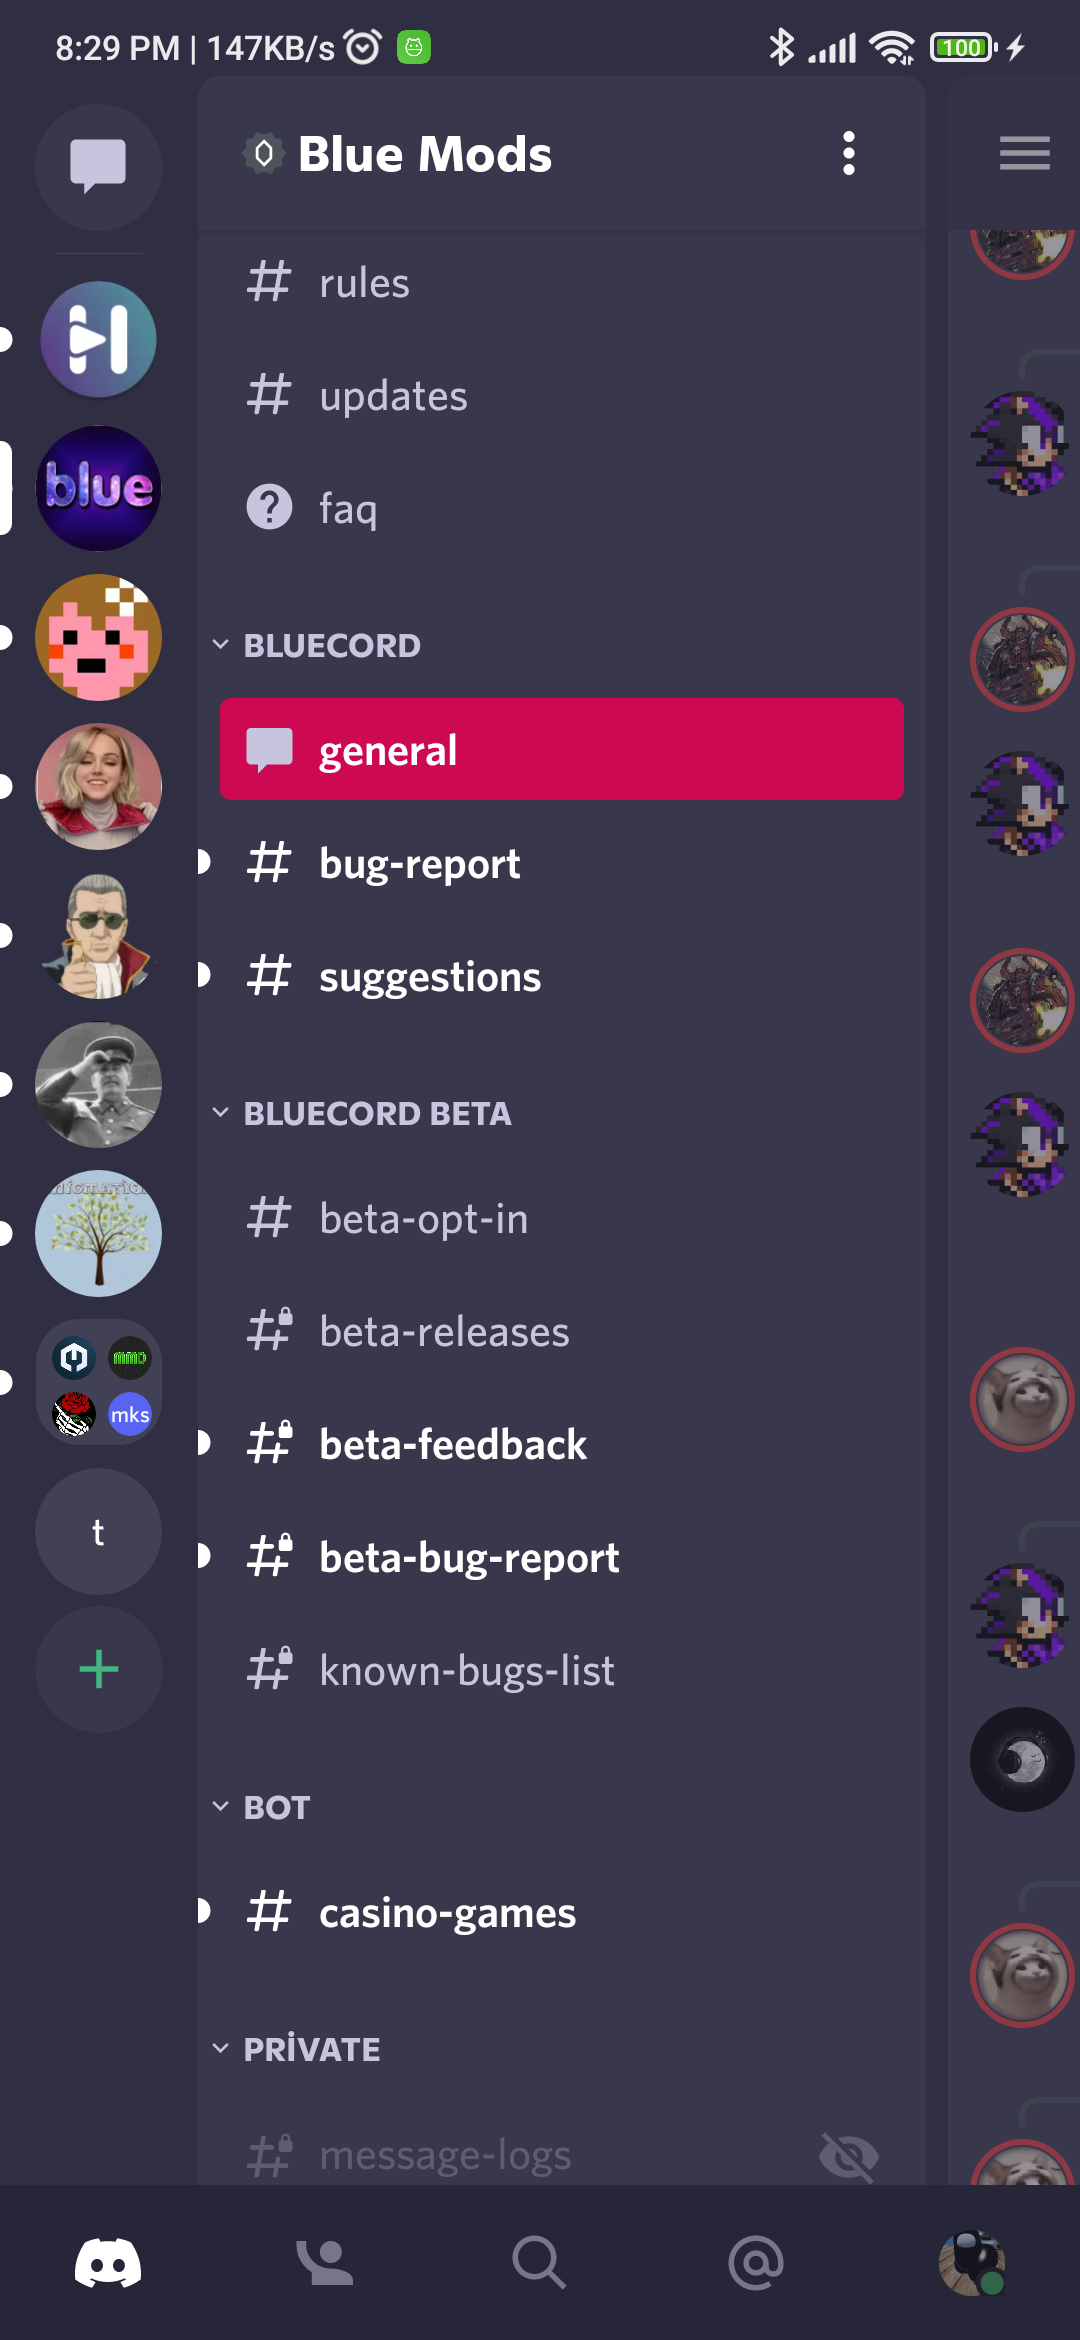 8:29 PM | 147KB/s
100
Blue Mods
rules
updates
faq
BLUECORD
general
bug-report
suggestions
BLUECORD BETA
beta-opt-in
beta-releases
beta-feedback
beta-bug-report
known-bugs-list
BOT
casino-games
PRİVATE
message-logs
blue
mmd
mks
t